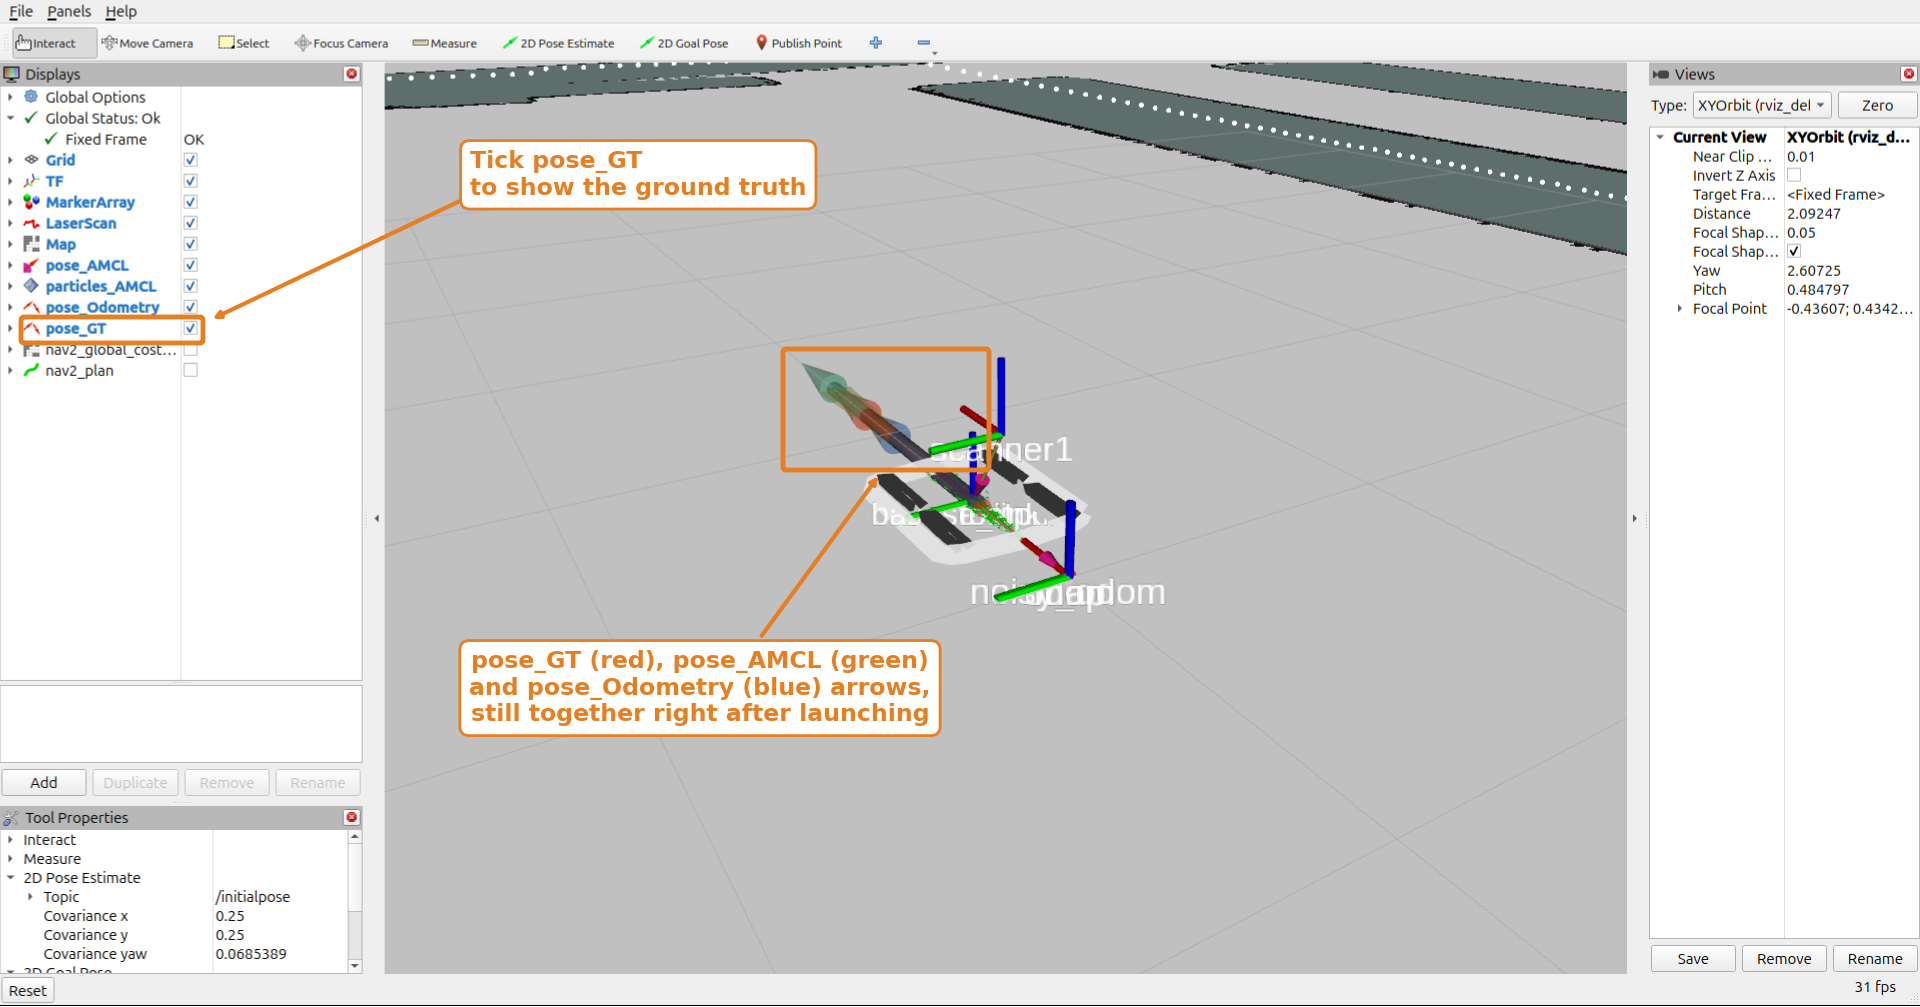 File Panels Help
Interact Move Camera Select Focus Camera Measure 2D Pose Estimate 2D Goal Pose Publish Point
Displays
Global Options
Global Status: Ok
Fixed Frame OK
Grid
TF
MarkerArray
LaserScan
Map
pose_AMCL
particles_AMCL
pose_Odometry
pose_GT
nav2_global_cost...
nav2_plan
Add Duplicate Remove Rename
Tool Properties
Interact
Measure
2D Pose Estimate
Topic /initialpose
Covariance x 0.25
Covariance y 0.25
Covariance yaw 0.0685389
2D Goal Pose
Reset
Tick pose_GT
to show the ground truth
scanner1
pose_GT (red), pose_AMCL (green)
and pose_Odometry (blue) arrows,
still together right after launching
Views
Type: XYOrbit (rviz_del Zero
Current View XYOrbit (rviz_d...
Near Clip ... 0.01
Invert Z Axis
Target Fra... <Fixed Frame>
Distance 2.09247
Focal Shap... 0.05
Focal Shap...
Yaw 2.60725
Pitch 0.484797
Focal Point -0.43607; 0.4342...
Save Remove Rename
31 fps